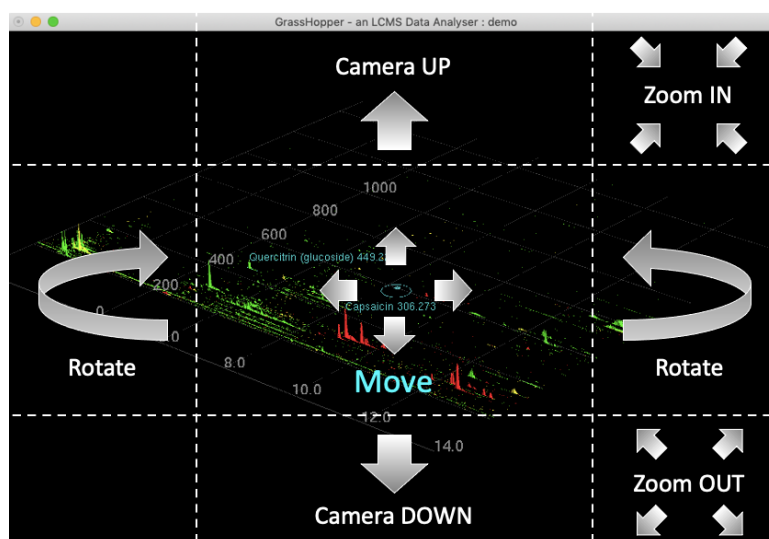 GrassHopper - an LCMS Data Analyser : demo
Camera UP
Zoom IN
1000
800
600
Quercitrin (glucoside) 449.3
400
200
Capsaicin 306.273
0
Rotate
8.0
Move
Rotate
10.0
12.0
14.0
Zoom OUT
Camera DOWN